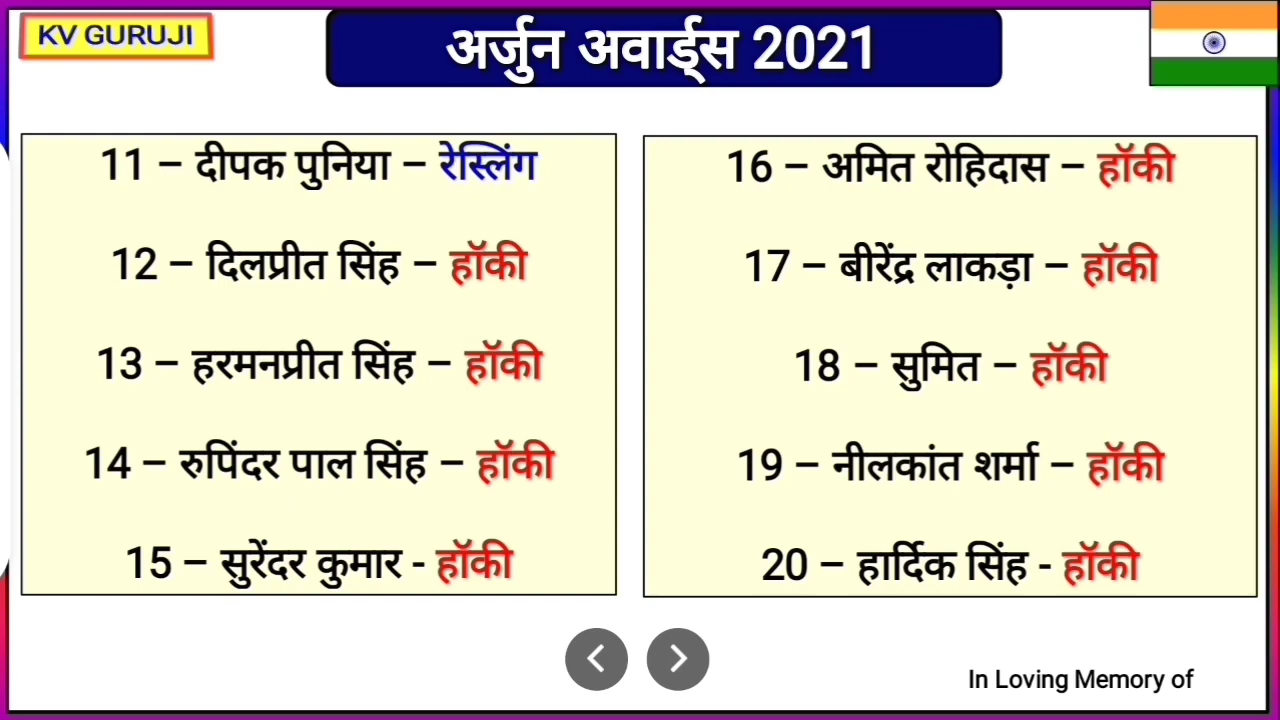 KV GURUJI
अर्जुन अवार्ड्स 2021
11 – दीपक पुनिया – रेस्लिंग
12 – दिलप्रीत सिंह – हॉकी
13 – हरमनप्रीत सिंह – हॉकी
14 – रुपिंदर पाल सिंह – हॉकी
15 – सुरेंदर कुमार - हॉकी
16 – अमित रोहिदास – हॉकी
17 – बीरेंद्र लाकड़ा – हॉकी
18 – सुमित – हॉकी
19 – नीलकांत शर्मा – हॉकी
20 – हार्दिक सिंह - हॉकी
In Loving Memory of